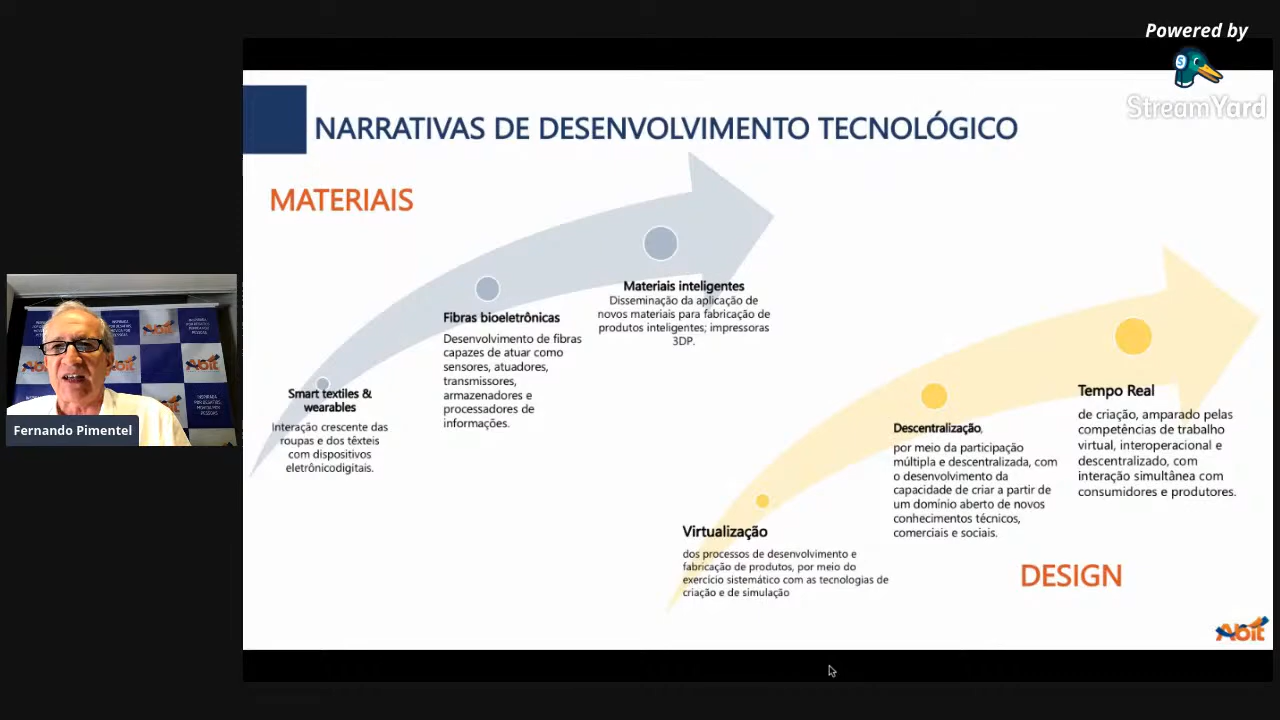 Powered by
StreamYard
NARRATIVAS DE DESENVOLVIMENTO TECNOLÓGICO
MATERIAIS
Smart textiles &
wearables
Interação crescente das
roupas e dos têxteis
com dispositivos
eletrônicodigitais.
Fibras bioeletrônicas
Desenvolvimento de fibras
capazes de atuar como
sensores, atuadores,
transmissores,
armazenadores e
processadores de
informações.
Materiais inteligentes
Disseminação da aplicação de
novos materiais para fabricação de
produtos inteligentes; impressoras
3DP.
Virtualização
dos processos de desenvolvimento e
fabricação de produtos, por meio do
exercício sistemático com as tecnologias de
criação e de simulação
Descentralização,
por meio da participação
múltipla e descentralizada, com
o desenvolvimento da
capacidade de criar a partir de
um domínio aberto de novos
conhecimentos técnicos,
comerciais e sociais.
Tempo Real
de criação, amparado pelas
competências de trabalho
virtual, interoperacional e
descentralizado, com
interação simultânea com
consumidores e produtores.
DESIGN
Abit
Fernando Pimentel